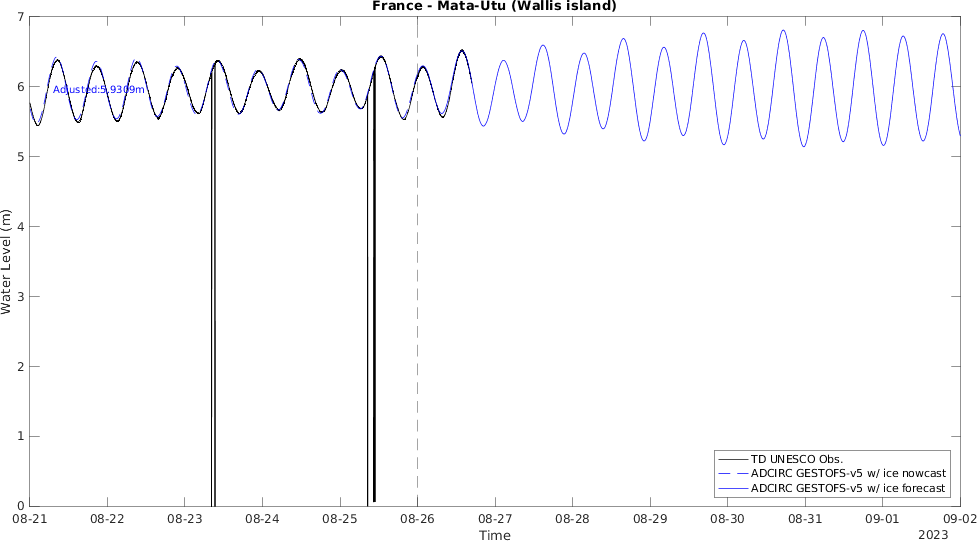 France - Mata-Utu (Wallis island)
7
6
5
4
3
2
1
0
Water Level (m)
Adjusted:5.9309m
TD UNESCO Obs.
ADCIRC GESTOFS-v5 w/ ice nowcast
ADCIRC GESTOFS-v5 w/ ice forecast
08-21 08-22 08-23 08-24 08-25 08-26 08-27 08-28 08-29 08-30 08-31 09-01 09-02
Time
2023